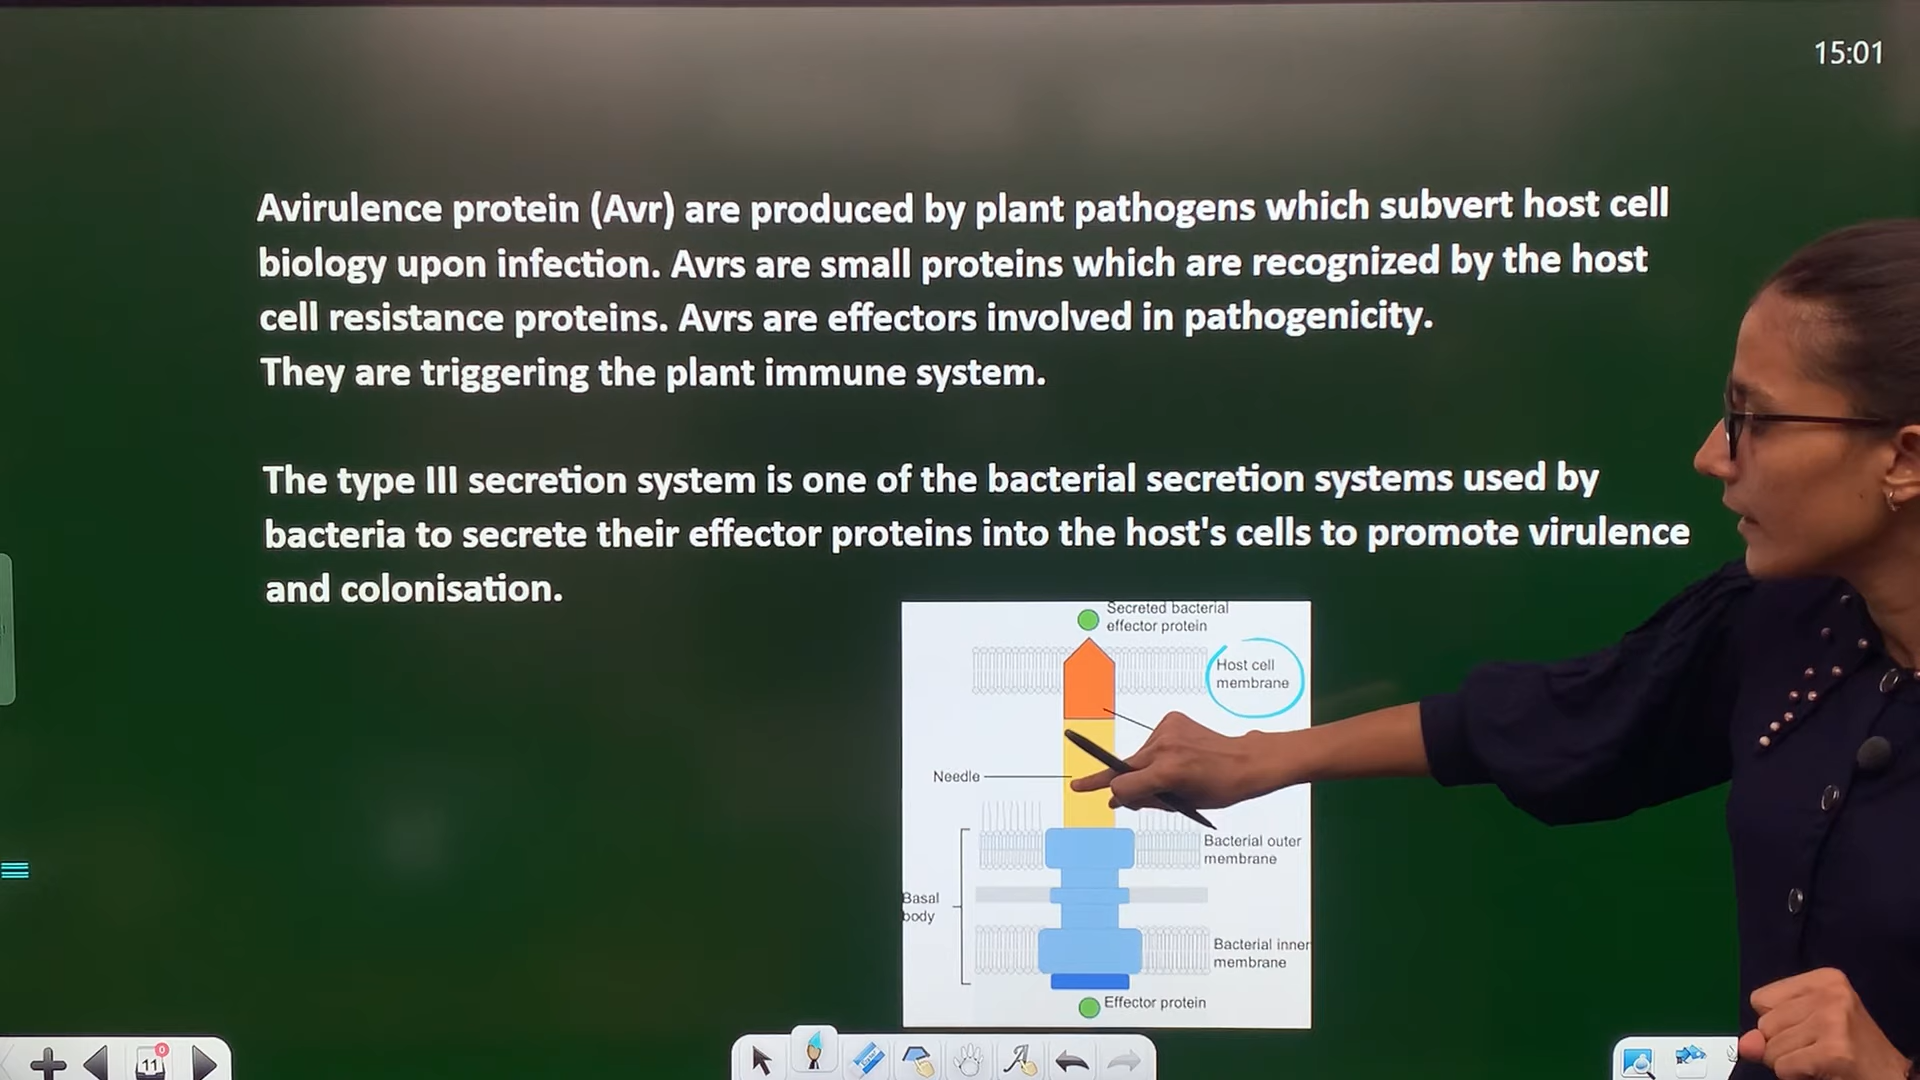 15:01
Avirulence protein (Avr) are produced by plant pathogens which subvert host cell
biology upon infection. Avrs are small proteins which are recognized by the host
cell resistance proteins. Avrs are effectors involved in pathogenicity.
They are triggering the plant immune system.
The type III secretion system is one of the bacterial secretion systems used by
bacteria to secrete their effector proteins into the host's cells to promote virulence
and colonisation.
Secreted bacterial
effector protein
Host cell
membrane
Needle
Bacterial outer
membrane
Basal
body
Bacterial inner
membrane
Effector protein
11
0